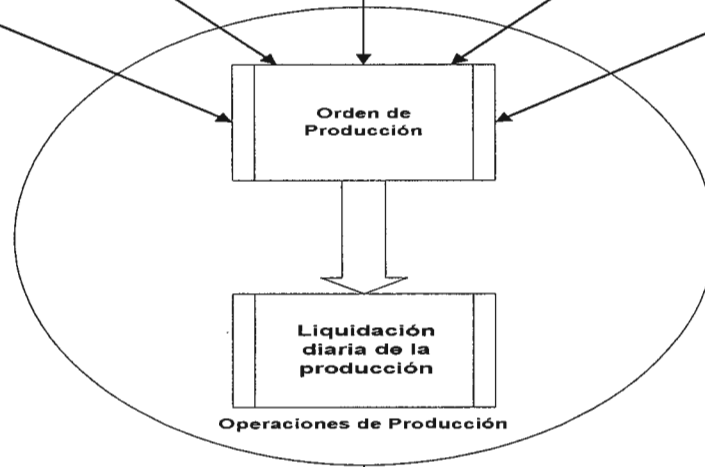 Orden de
Producción
Liquidación
diaria de la
producción
Operaciones de Producción